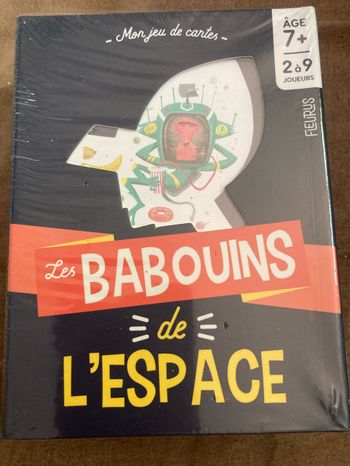 Mon jeu de cartes
ÂGE
7+
2 à 9
JOUEURS
FLEURUS
Les BABOUINS
de
L'ESPACE